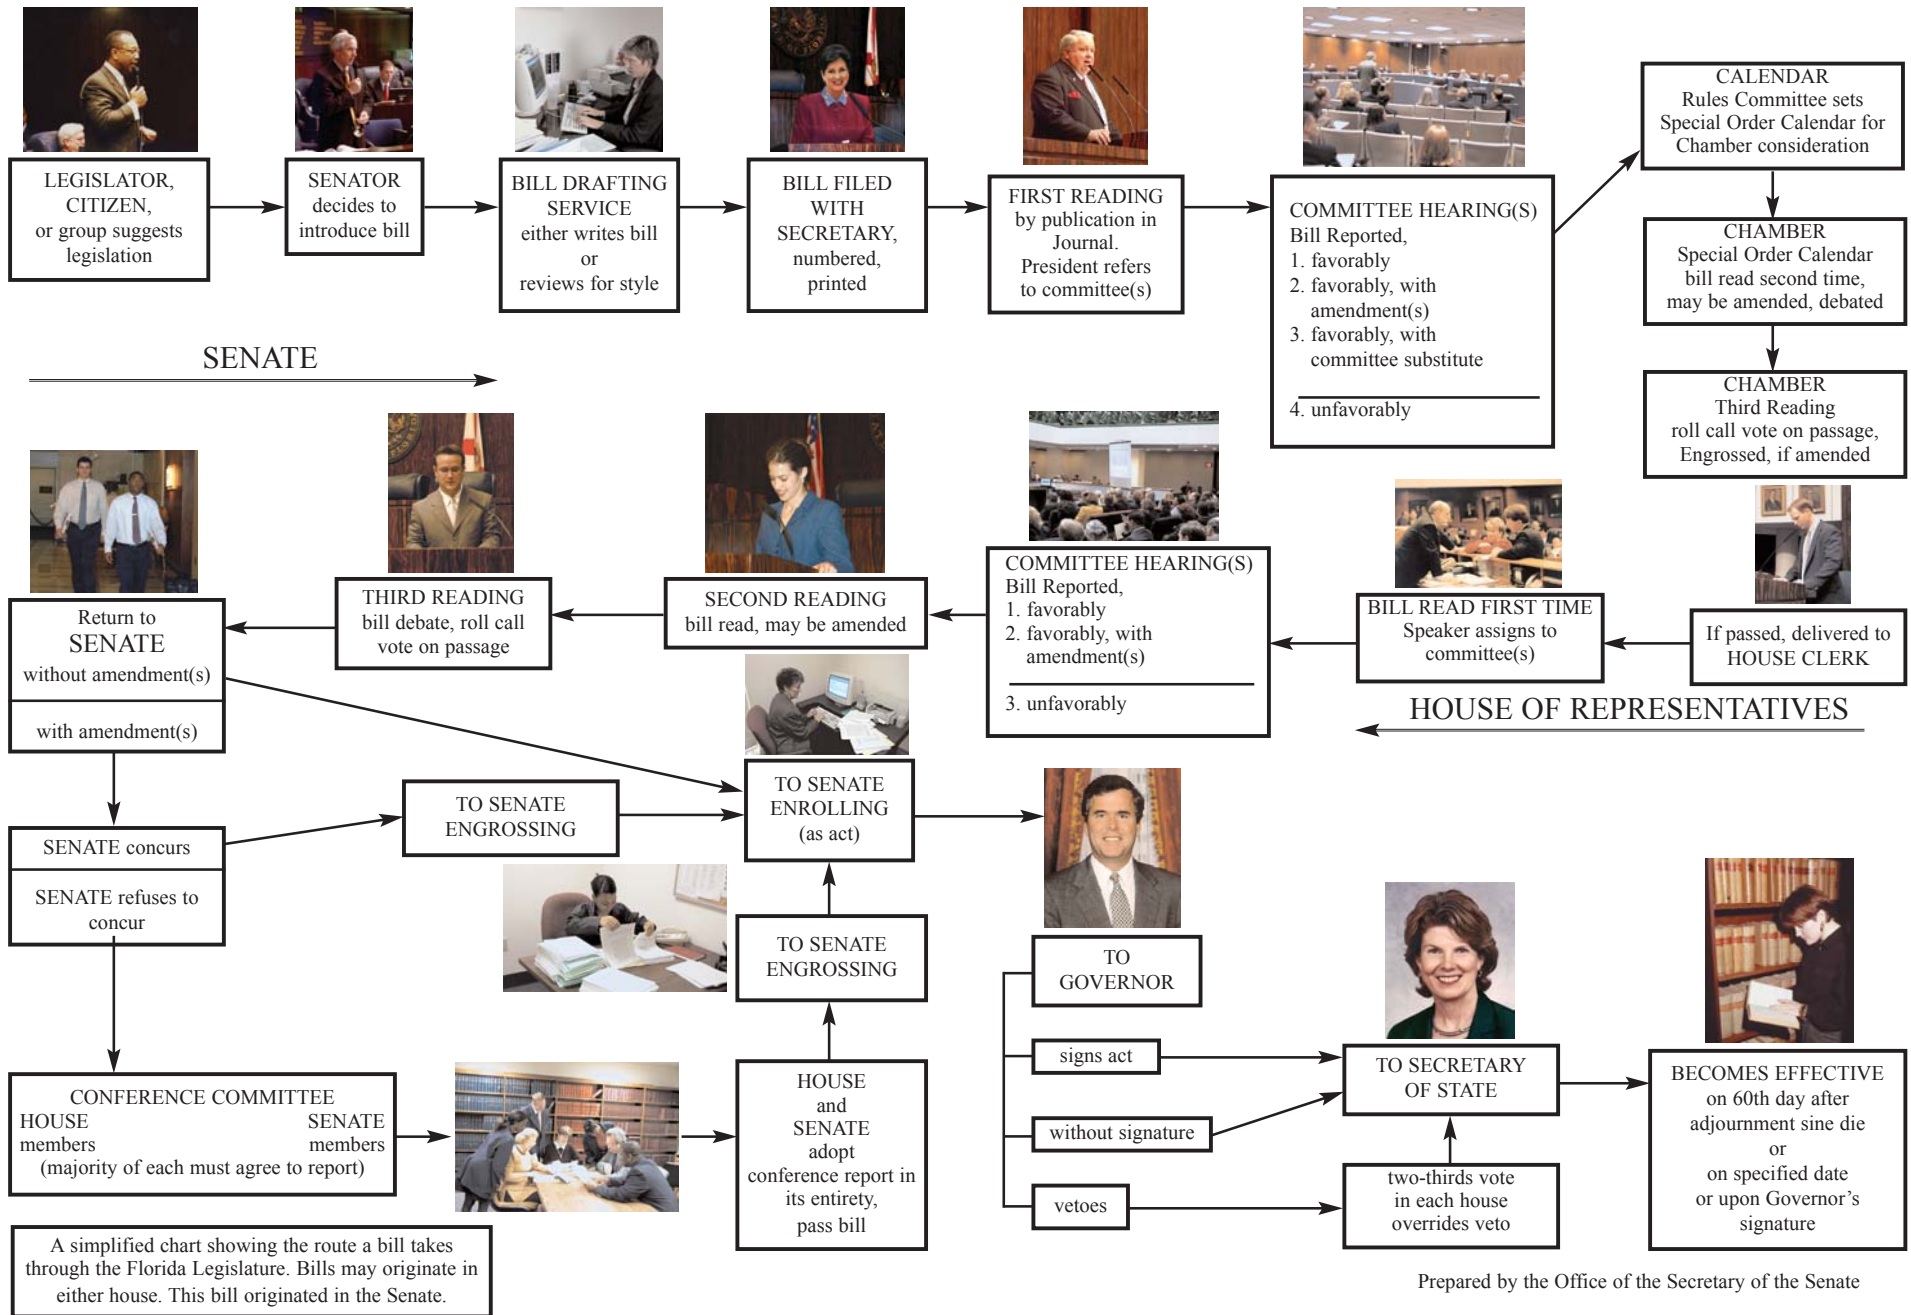 LEGISLATOR,
CITIZEN,
or group suggests
legislation
SENATOR
decides to
introduce bill
BILL DRAFTING
SERVICE
either writes bill
or
reviews for style
BILL FILED
WITH
SECRETARY,
numbered,
printed
FIRST READING
by publication in
Journal.
President refers
to committee(s)
COMMITTEE HEARING(S)
Bill Reported,
1. favorably
2. favorably, with
amendment(s)
3. favorably, with
committee substitute
4. unfavorably
CALENDAR
Rules Committee sets
Special Order Calendar for
Chamber consideration
CHAMBER
Special Order Calendar
bill read second time,
may be amended, debated
CHAMBER
Third Reading
roll call vote on passage,
Engrossed, if amended
SENATE
If passed, delivered to
HOUSE CLERK
BILL READ FIRST TIME
Speaker assigns to
committee(s)
HOUSE OF REPRESENTATIVES
COMMITTEE HEARING(S)
Bill Reported,
1. favorably
2. favorably, with
amendment(s)
3. unfavorably
SECOND READING
bill read, may be amended
THIRD READING
bill debate, roll call
vote on passage
Return to
SENATE
without amendment(s)
with amendment(s)
SENATE concurs
SENATE refuses to
concur
TO SENATE
ENGROSSING
TO SENATE
ENROLLING
(as act)
TO SENATE
ENGROSSING
CONFERENCE COMMITTEE
HOUSE SENATE
members members
(majority of each must agree to report)
HOUSE
and
SENATE
adopt
conference report in
its entirety,
pass bill
TO
GOVERNOR
signs act
without signature
vetoes
TO SECRETARY
OF STATE
two-thirds vote
in each house
overrides veto
BECOMES EFFECTIVE
on 60th day after
adjournment sine die
or
on specified date
or upon Governor’s
signature
A simplified chart showing the route a bill takes
through the Florida Legislature. Bills may originate in
either house. This bill originated in the Senate.
Prepared by the Office of the Secretary of the Senate